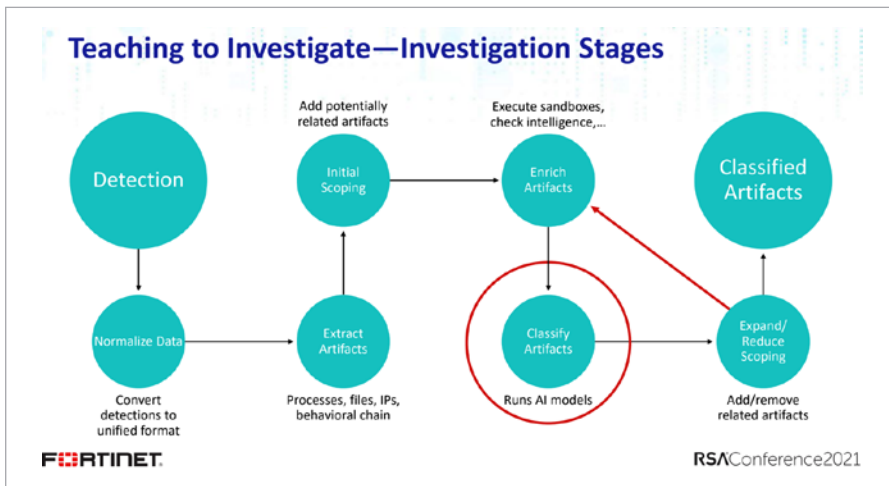 Teaching to Investigate—Investigation Stages
Add potentially
related artifacts
Execute sandboxes,
check intelligence,...
Detection
Initial
Scoping
Enrich
Artifacts
Classified
Artifacts
Normalize Data
Extract
Artifacts
Classify
Artifacts
Expand/
Reduce
Scoping
Convert
detections to
unified format
Processes, files, IPs,
behavioral chain
Runs AI models
Add/remove
related artifacts
FORTINET.
RSAConference2021